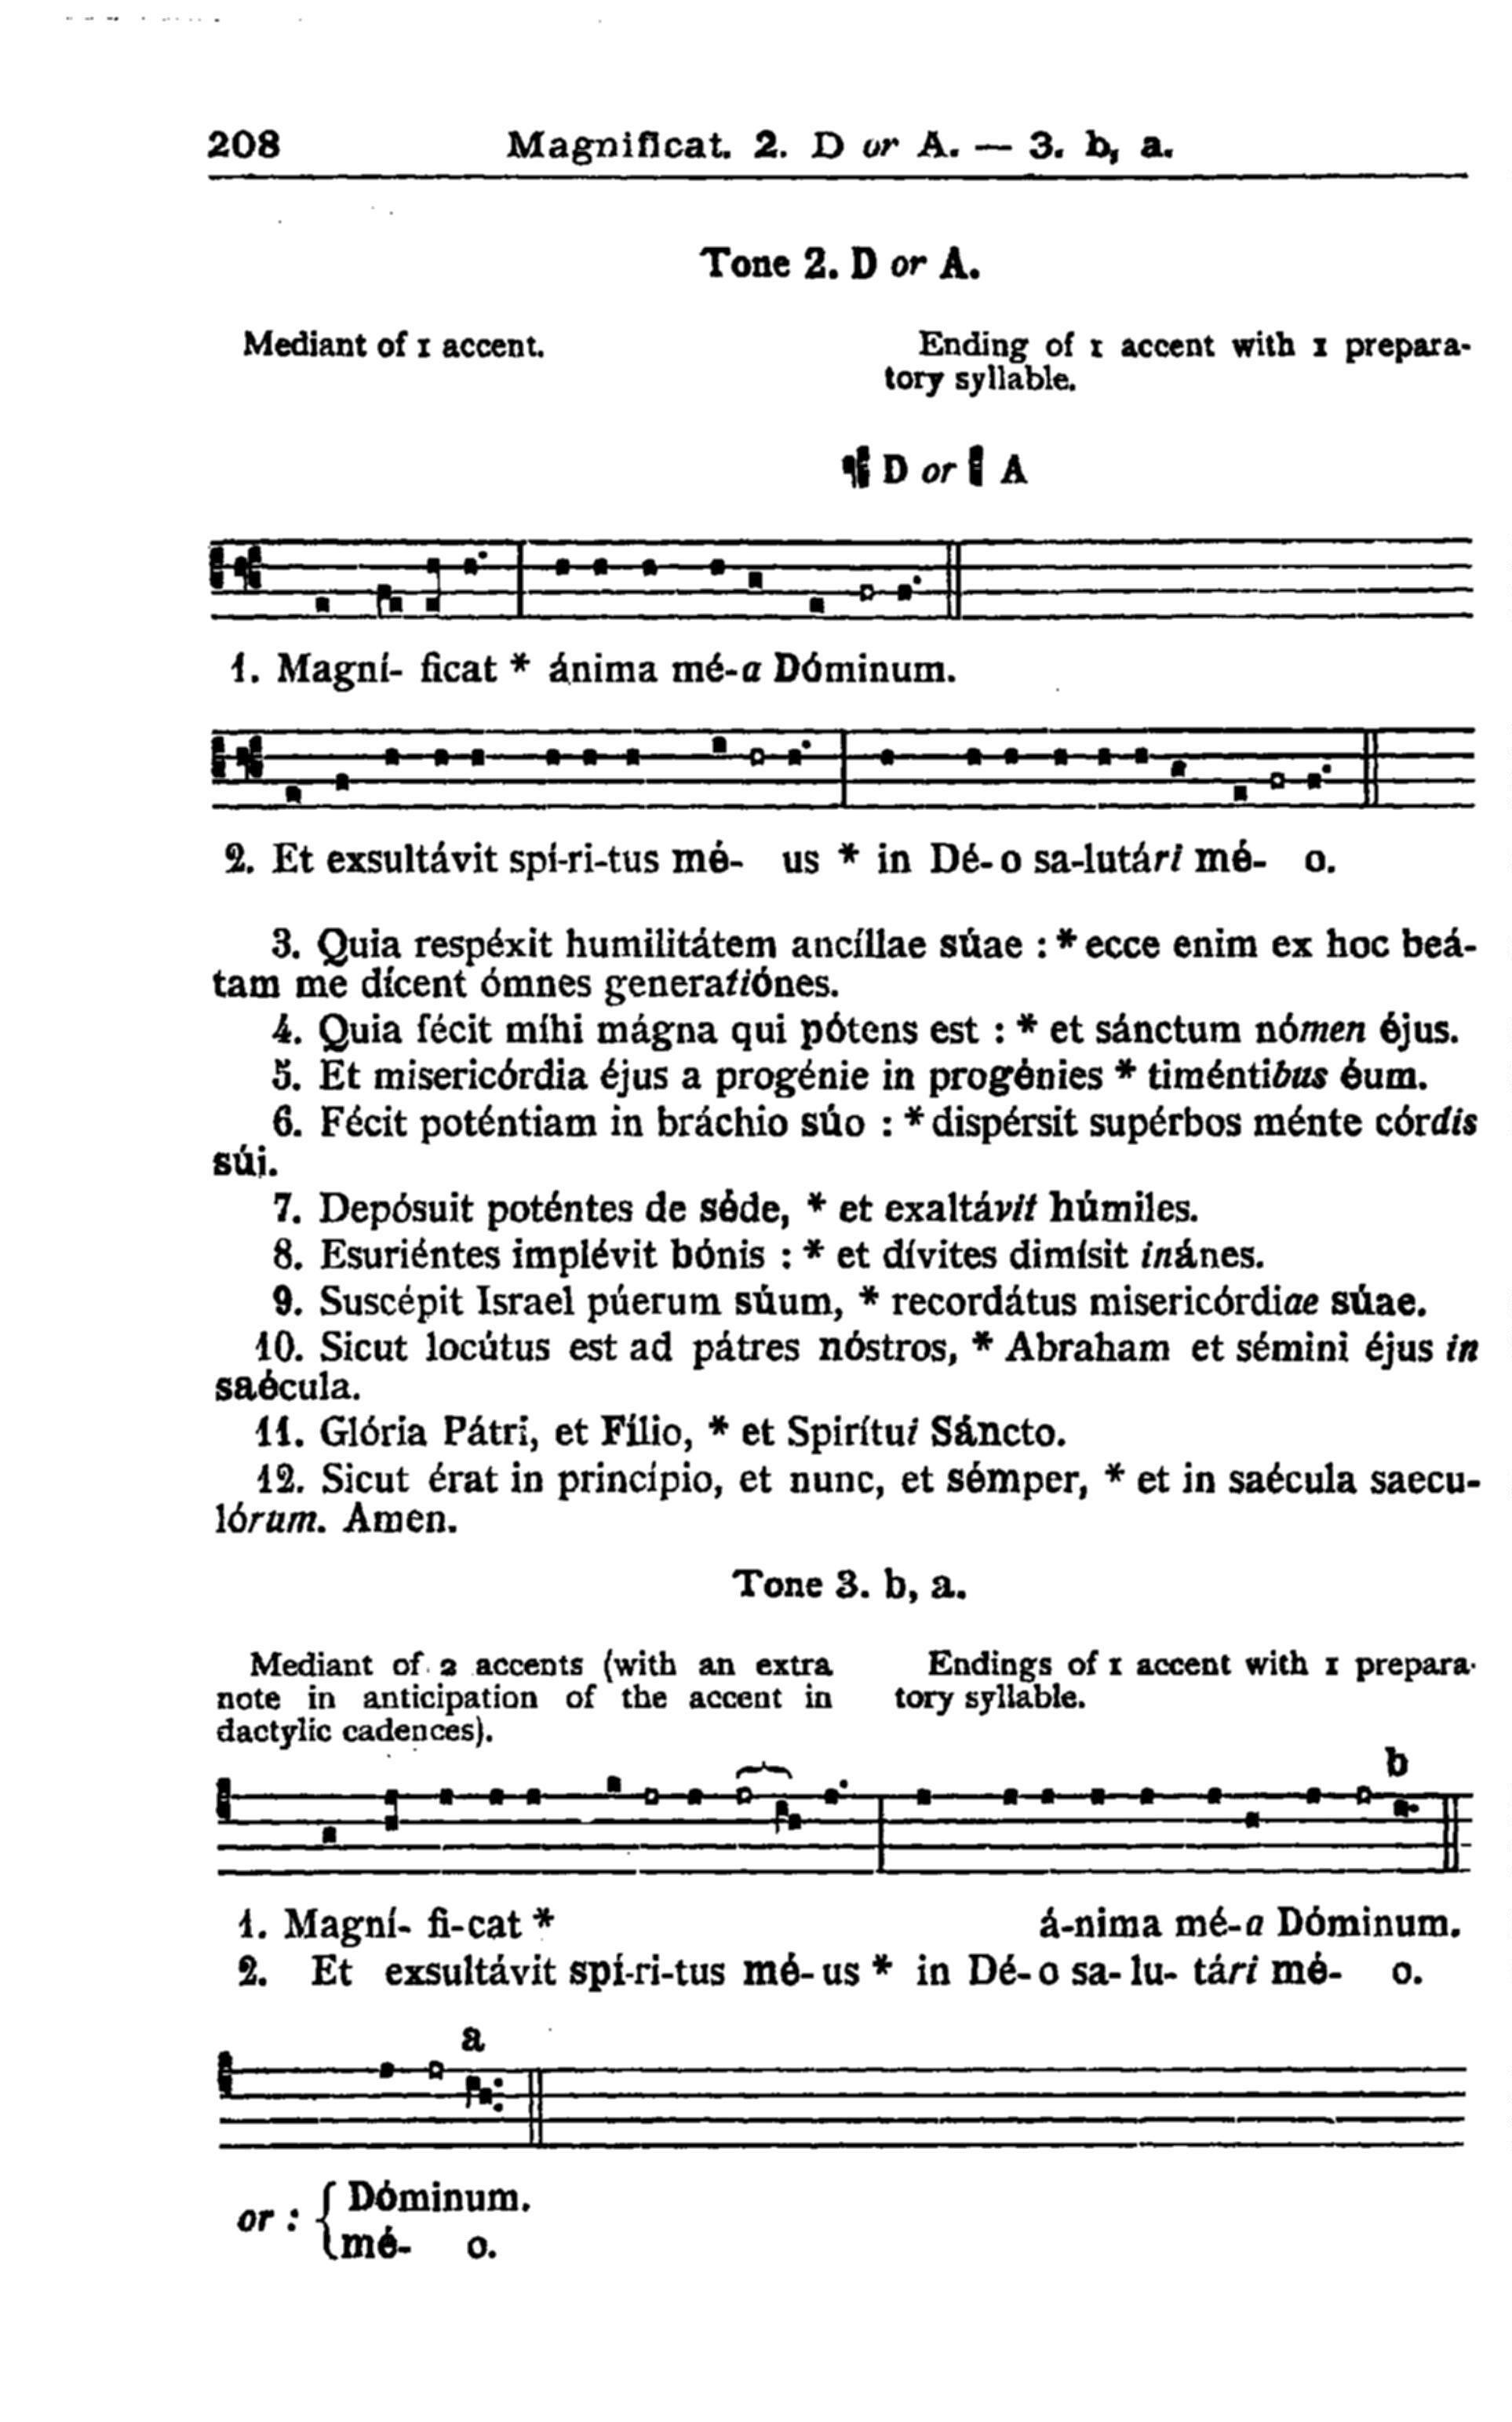 208 Magnificat. 2. D or A. — 3. b, a.
Tone 2. D or A.
Mediant of 1 accent.
Ending of 1 accent with 1 prepara-
tory syllable.
D or A
1. Magní- ficat * ánima mé-a Dóminum.
2. Et exsultávit spí-ri-tus mé- us * in Dé-o sa-lutári mé- o.
3. Quia respéxit humilitátem ancíllae súae : * ecce enim ex hoc beá-
tam me dícent ómnes generatiónes.
4. Quia fécit míhi mágna qui pótens est : * et sánctum nómen éjus.
5. Et misericórdia éjus a progénie in progénies * timéntibus éum.
6. Fécit poténtiam in bráchio súo : * dispérsit supérbos ménte córdis
súi.
7. Depósuit poténtes de séde, * et exaltávit húmiles.
8. Esuriéntes implévit bónis : * et dívites dimísit inánes.
9. Suscépit Israel púerum súum, * recordátus misericórdiae súae.
10. Sicut locútus est ad pátres nóstros, * Abraham et sémini éjus in
saécula.
11. Glória Pátri, et Fílio, * et Spirítui Sáncto.
12. Sicut érat in princípio, et nunc, et sémper, * et in saécula saecu-
lórum. Amen.
Tone 3. b, a.
Mediant of 2 accents (with an extra
note in anticipation of the accent in
dactylic cadences).
Endings of 1 accent with 1 prepara-
tory syllable.
b
1. Magní- fi-cat * á-nima mé-a Dóminum.
2. Et exsultávit spí-ri-tus mé-us * in Dé-o sa-lu- tári mé- o.
a
or : { Dóminum.
mé- o.